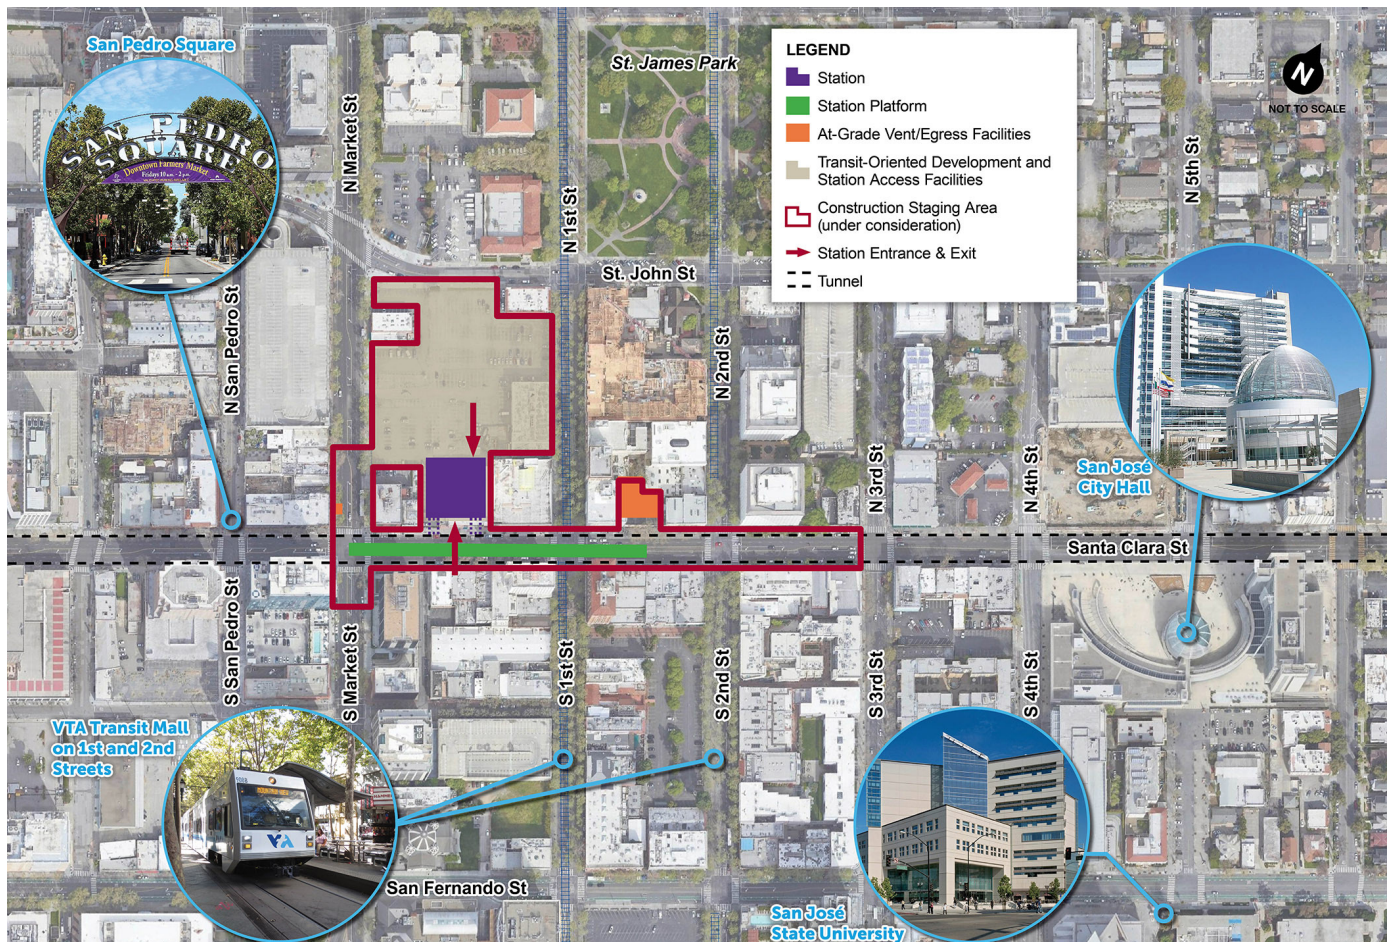 San Pedro Square
St. James Park
LEGEND
Station
Station Platform
At-Grade Vent/Egress Facilities
Transit-Oriented Development and
Station Access Facilities
Construction Staging Area
(under consideration)
Station Entrance & Exit
Tunnel
N
NOT TO SCALE
SAN PEDRO
SQUARE
Downtown Farmers' Market
Fridays 10 a.m. - 2 p.m.
N Market St
N 1st St
N 5th St
St. John St
N San Pedro St
N 2nd St
N 3rd St
N 4th St
San José
City Hall
Santa Clara St
S San Pedro St
S Market St
S 1st St
S 2nd St
S 3rd St
S 4th St
VTA Transit Mall
on 1st and 2nd
Streets
VTA
San Fernando St
San José
State University